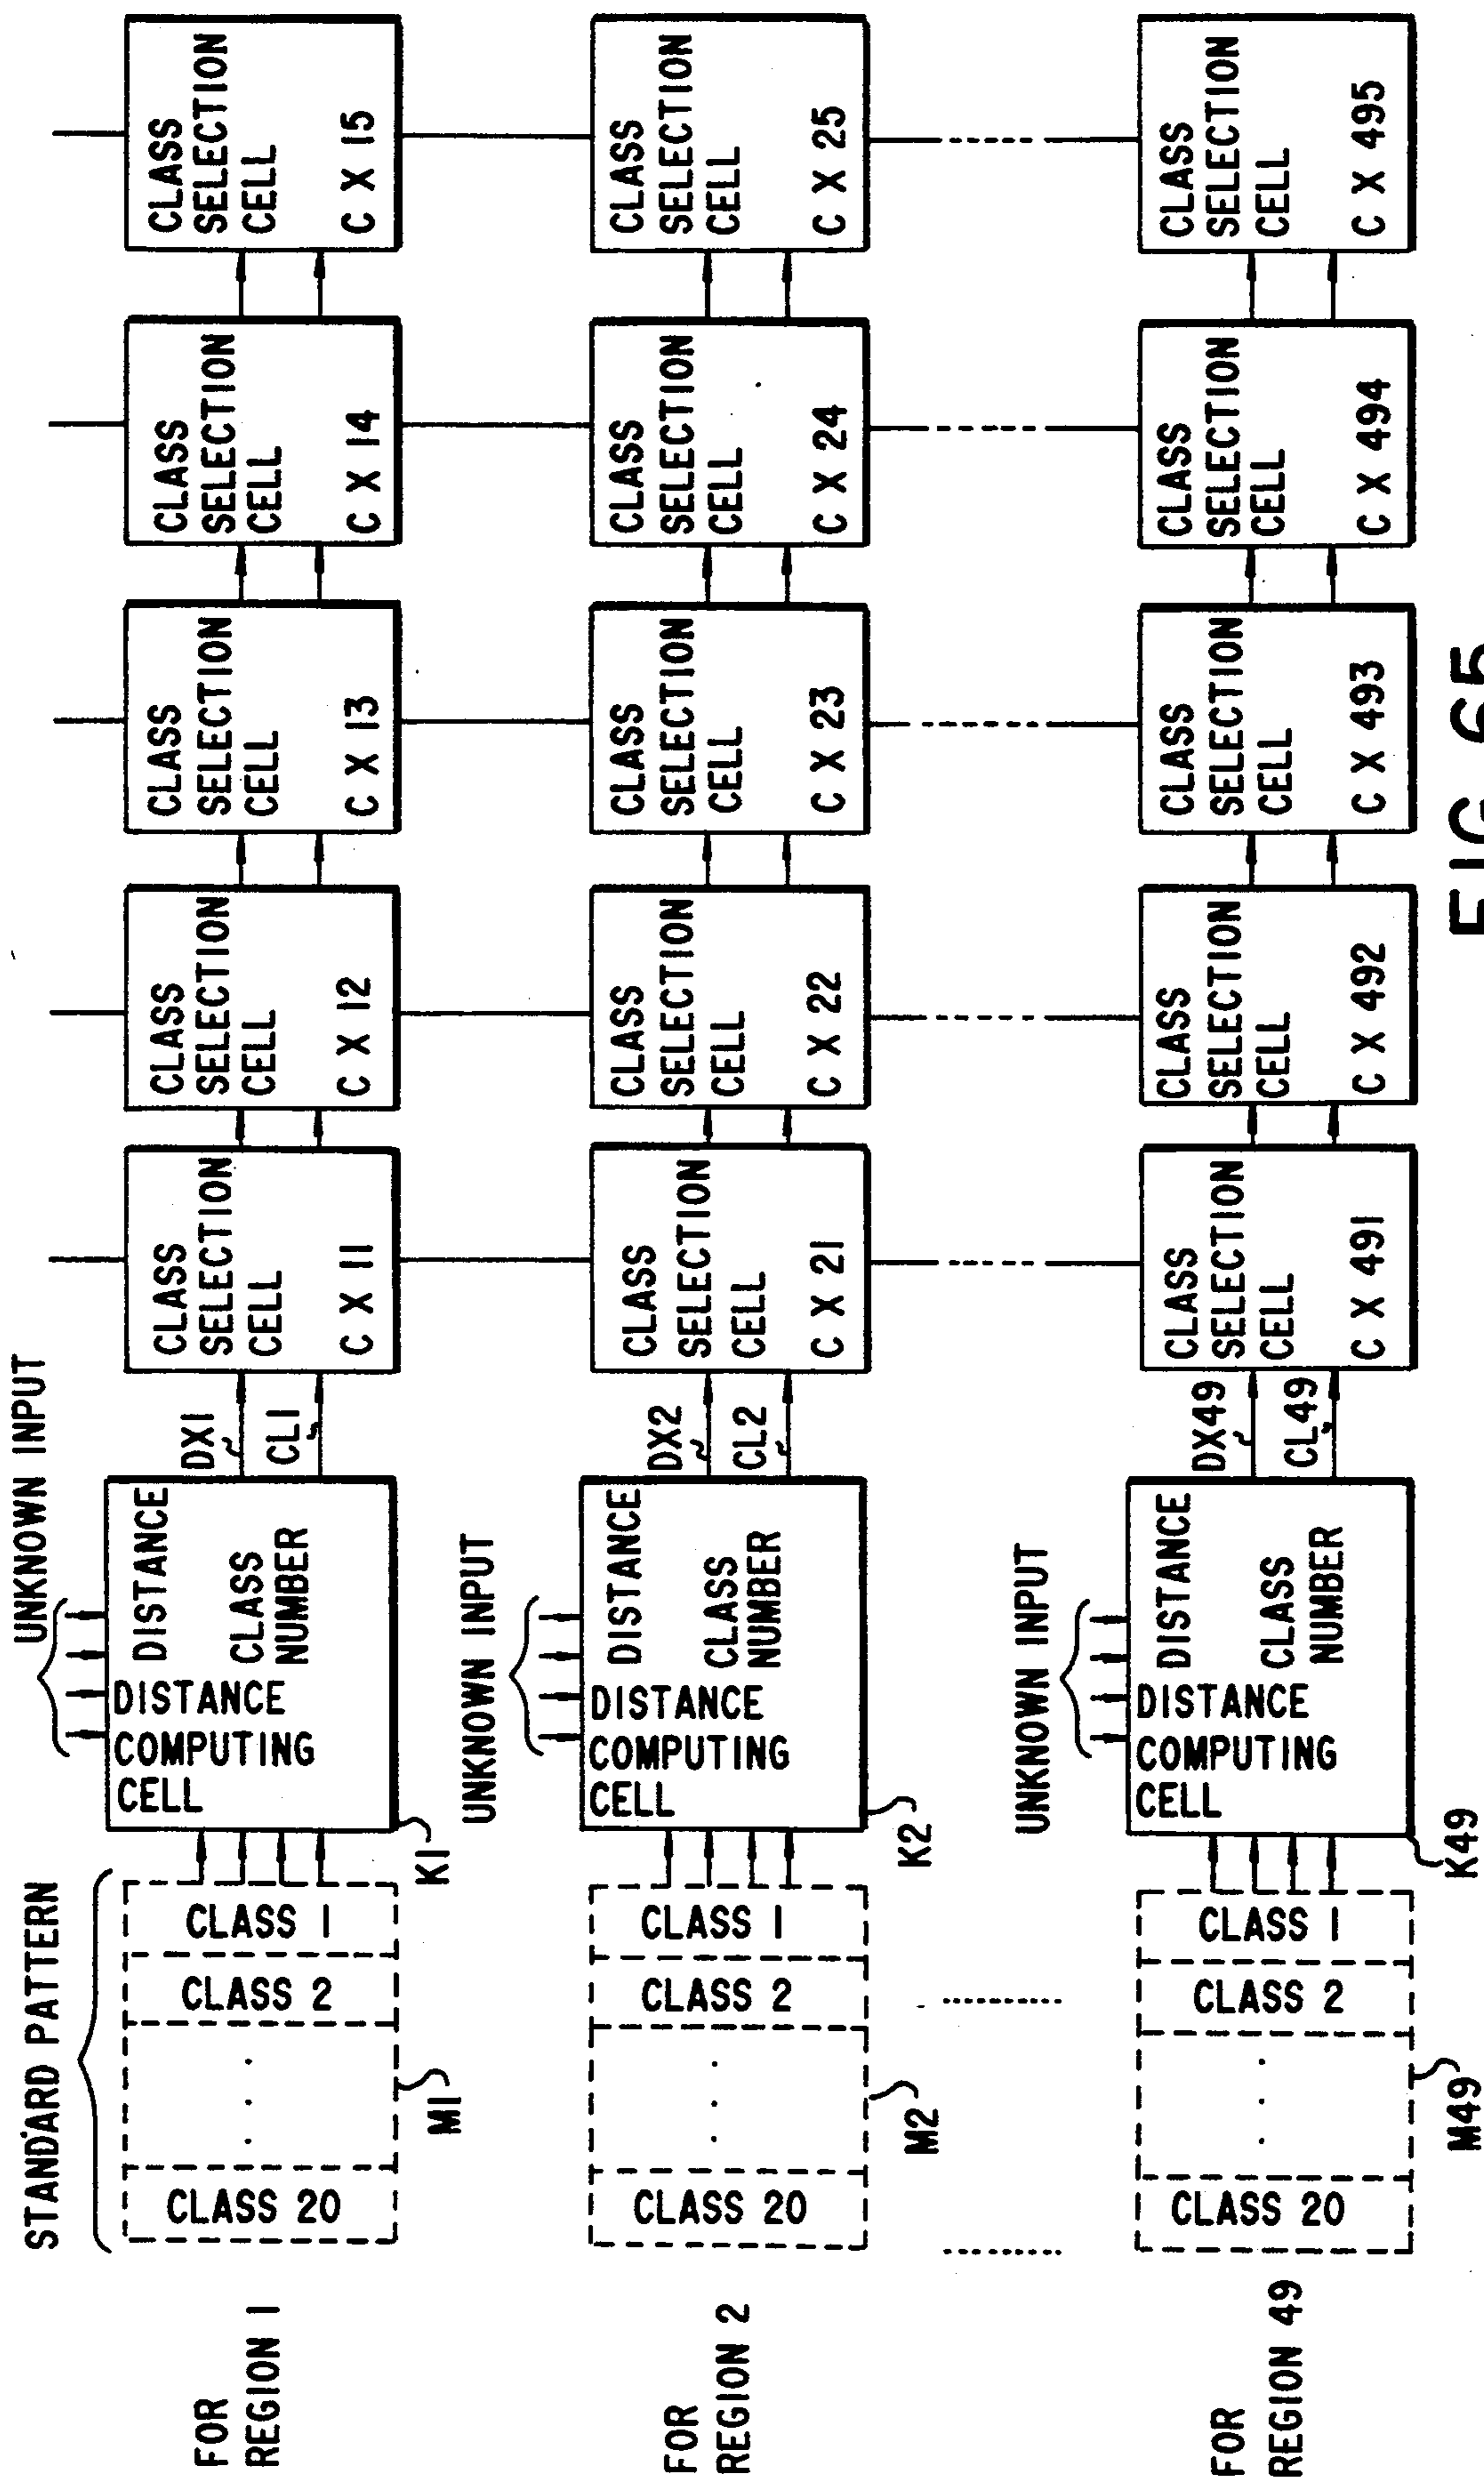 UNKNOWN INPUT
STANDARD PATTERN
FOR
REGION 1
CLASS 20
CLASS 2
CLASS 1
M1
DISTANCE
COMPUTING
CELL
DISTANCE
CLASS
NUMBER
K1
DX1
CL1
CLASS
SELECTION
CELL
C X 11
CLASS
SELECTION
CELL
C X 12
CLASS
SELECTION
CELL
C X 13
CLASS
SELECTION
CELL
C X 14
CLASS
SELECTION
CELL
C X 15
UNKNOWN INPUT
FOR
REGION 2
CLASS 20
CLASS 2
CLASS 1
M2
DISTANCE
COMPUTING
CELL
DISTANCE
CLASS
NUMBER
K2
DX2
CL2
CLASS
SELECTION
CELL
C X 21
CLASS
SELECTION
CELL
C X 22
CLASS
SELECTION
CELL
C X 23
CLASS
SELECTION
CELL
C X 24
CLASS
SELECTION
CELL
C X 25
UNKNOWN INPUT
FOR
REGION 49
CLASS 20
CLASS 2
CLASS 1
M49
DISTANCE
COMPUTING
CELL
DISTANCE
CLASS
NUMBER
K49
DX49
CL49
CLASS
SELECTION
CELL
C X 491
CLASS
SELECTION
CELL
C X 492
CLASS
SELECTION
CELL
C X 493
CLASS
SELECTION
CELL
C X 494
CLASS
SELECTION
CELL
C X 495
FIG. 65